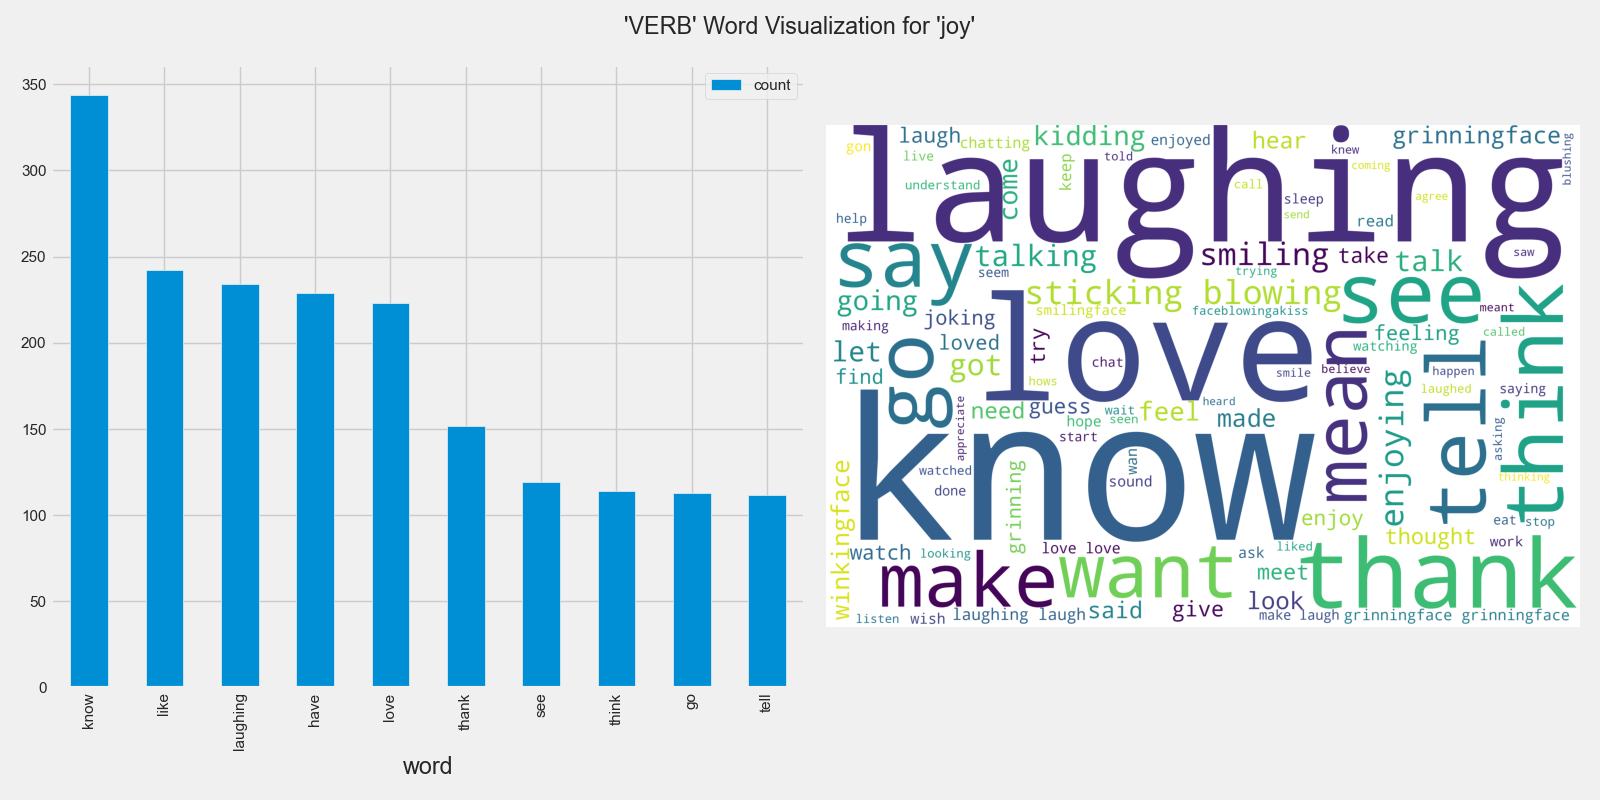 'VERB' Word Visualization for 'joy'
350
300
250
200
150
100
50
0
count
know
like
laughing
have
love
thank
see
think
go
tell
word
laughing
gon
laugh
chatting
kidding
enjoyed
hear
knew
grinningface
blushing
live
come
keep
told
coming
understand
call
sleep
send
agree
help
read
say
talking
seem
smiling
trying
take
talk
see
saw
going
sticking blowing
smilingface
faceblowingakiss
meant
think
making
joking
love
mean
feeling
called
let
go
loved
try
chat
watching
tell
find
got
hows
smile
believe
enjoying
happen
laughed
saying
know
appreciate
need
guess
wait
feel
heard
made
hope
seen
start
asking
watched
wan
sound
done
grinning
thinking
winkingface
enjoy
eat
stop
thought
work
watch
looking
love love
ask
liked
make
want
meet
thank
listen
wish
laughing laugh
said
give
look
make laugh
grinningface grinningface